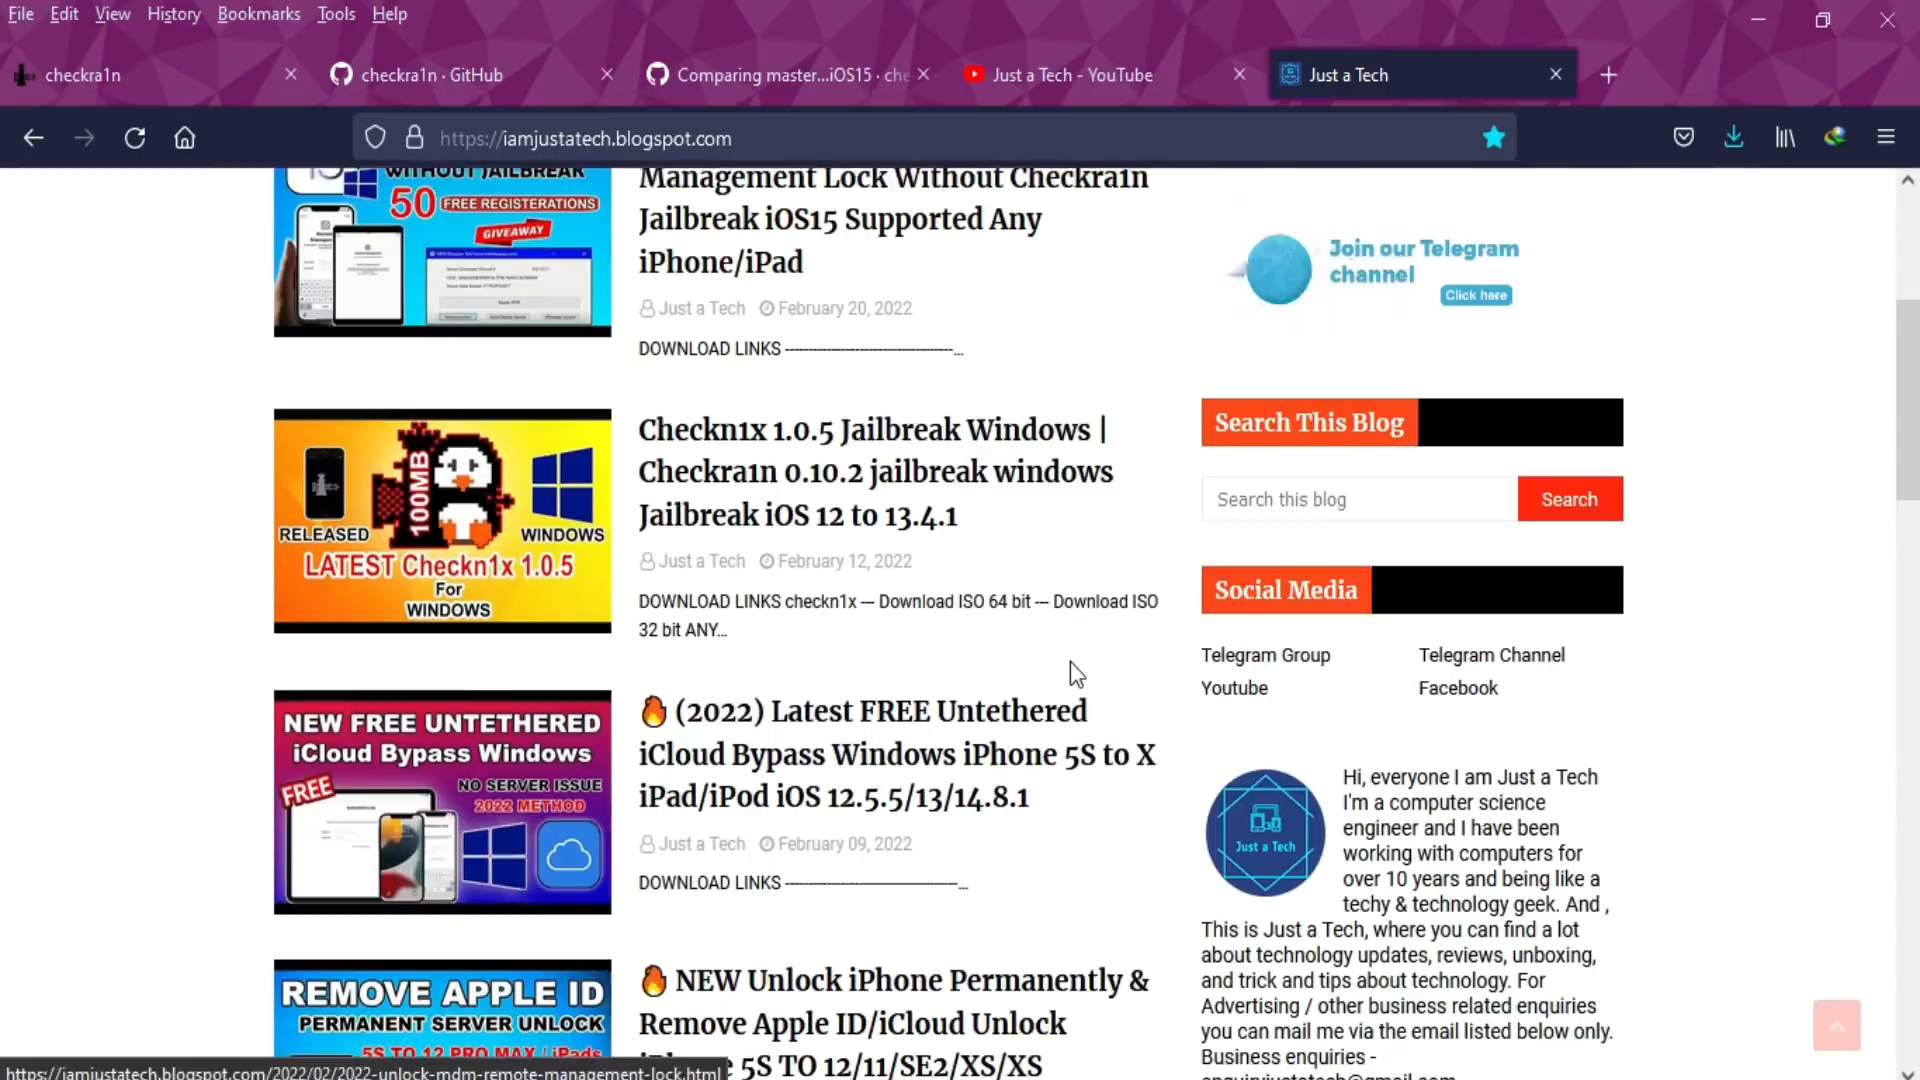 File Edit View History Bookmarks Tools Help
checkra1n
checkra1n · GitHub
Comparing master...iOS15 · che
Just a Tech - YouTube
Just a Tech
https://iamjustatech.blogspot.com
WITHOUT JAILBREAK
50 FREE REGISTERATIONS
GIVEAWAY
Management Lock Without Checkra1n
Jailbreak iOS15 Supported Any
iPhone/iPad
Just a Tech February 20, 2022
DOWNLOAD LINKS ----------------------------------------...
Join our Telegram
channel
Click here
100MB
RELEASED
WINDOWS
LATEST Checkn1x 1.0.5
For
WINDOWS
Checkn1x 1.0.5 Jailbreak Windows |
Checkra1n 0.10.2 jailbreak windows
Jailbreak iOS 12 to 13.4.1
Just a Tech February 12, 2022
DOWNLOAD LINKS checkn1x --- Download ISO 64 bit --- Download ISO
32 bit ANY...
Search This Blog
Search this blog
Search
Social Media
Telegram Group Telegram Channel
Youtube Facebook
NEW FREE UNTETHERED
iCloud Bypass Windows
FREE
NO SERVER ISSUE
2022 METHOD
🔥 (2022) Latest FREE Untethered
iCloud Bypass Windows iPhone 5S to X
iPad/iPod iOS 12.5.5/13/14.8.1
Just a Tech February 09, 2022
DOWNLOAD LINKS -----------------------------------------...
Just a Tech
Hi, everyone I am Just a Tech
I'm a computer science
engineer and I have been
working with computers for
over 10 years and being like a
techy & technology geek. And ,
This is Just a Tech, where you can find a lot
about technology updates, reviews, unboxing,
and trick and tips about technology. For
Advertising / other business related enquiries
you can mail me via the email listed below only.
Business enquiries -
enquiryjustatech@gmail.com
REMOVE APPLE ID
PERMANENT SERVER UNLOCK
5S TO 12 PRO MAX / iPads
🔥 NEW Unlock iPhone Permanently &
Remove Apple ID/iCloud Unlock
iPhone 5S TO 12/11/SE2/XS/XS
https://iamjustatech.blogspot.com/2022/02/2022-unlock-mdm-remote-management-lock.html